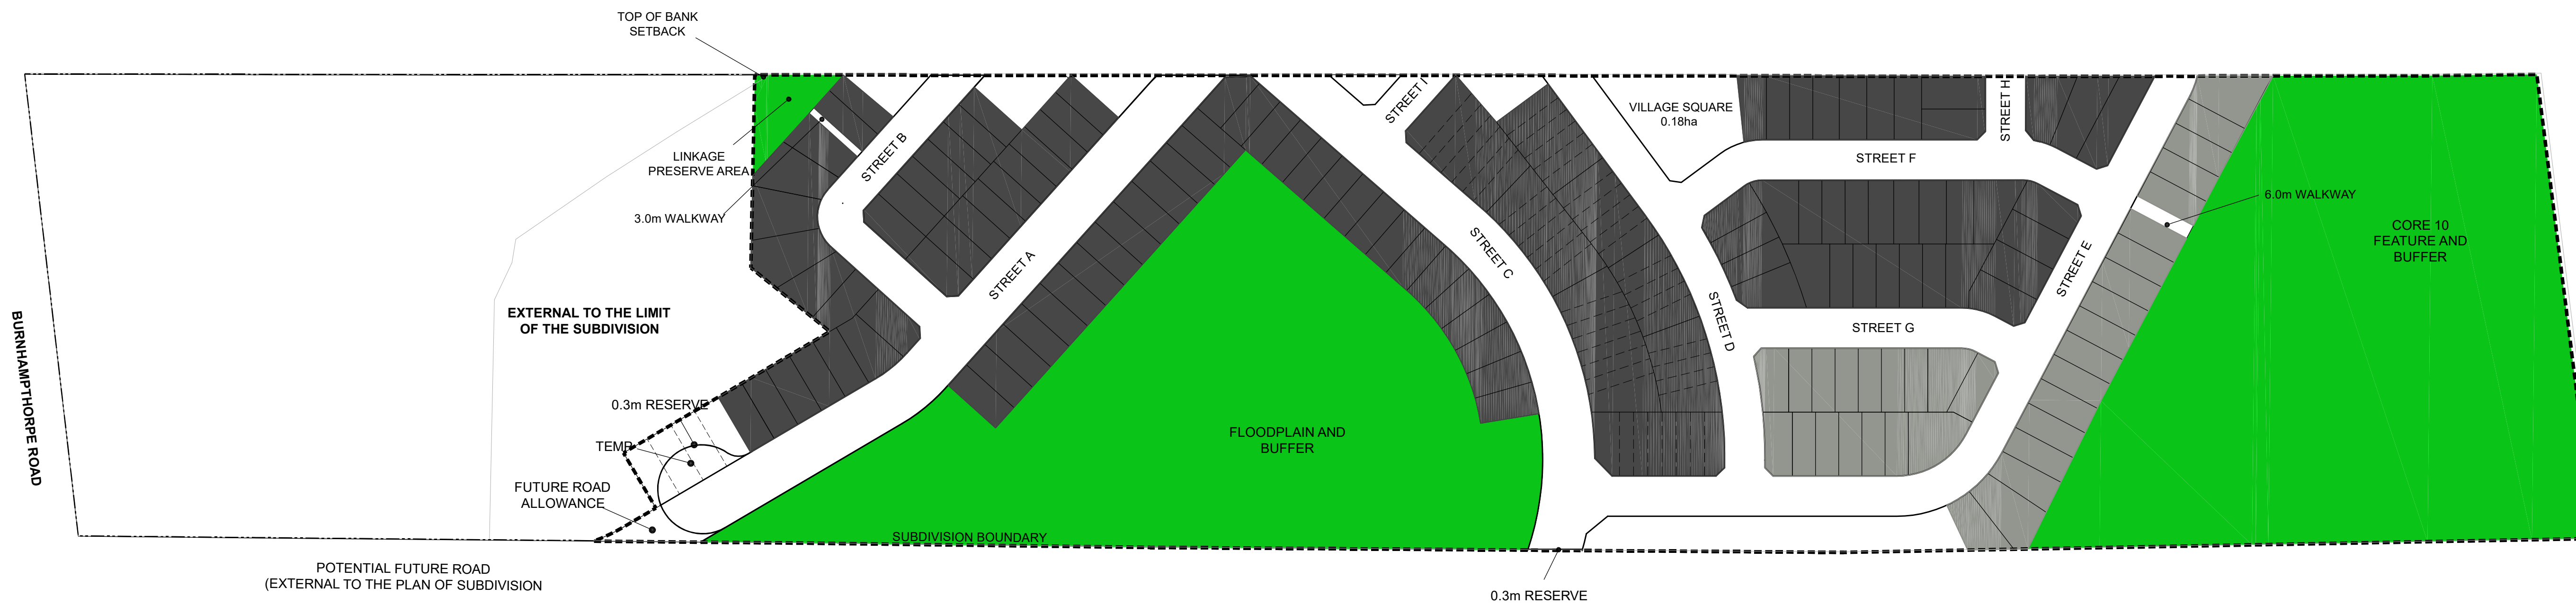 TOP OF BANK
SETBACK
LINKAGE
PRESERVE AREA
3.0m WALKWAY
STREET B
STREET A
EXTERNAL TO THE LIMIT
OF THE SUBDIVISION
BURNHAMPTHORPE ROAD
0.3m RESERVE
TEMP
FUTURE ROAD
ALLOWANCE
POTENTIAL FUTURE ROAD
(EXTERNAL TO THE PLAN OF SUBDIVISION
SUBDIVISION BOUNDARY
FLOODPLAIN AND
BUFFER
STREET I
STREET C
STREET D
VILLAGE SQUARE
0.18ha
STREET H
STREET F
STREET G
STREET E
6.0m WALKWAY
CORE 10
FEATURE AND
BUFFER
0.3m RESERVE